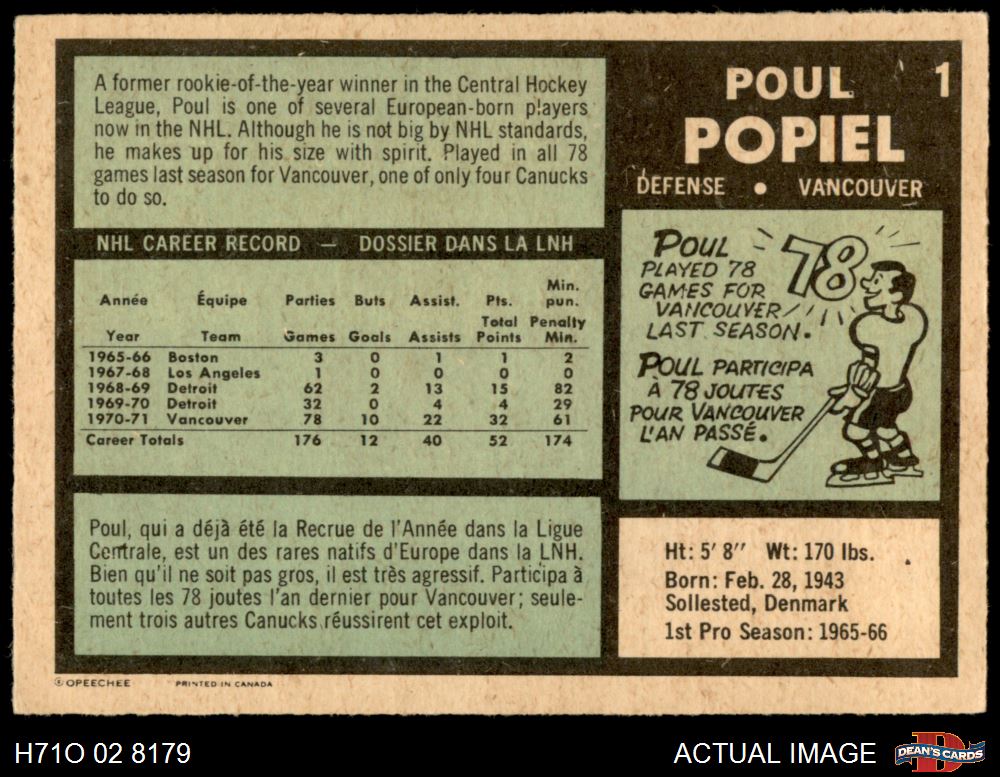 A former rookie-of-the-year winner in the Central Hockey
League, Poul is one of several European-born players
now in the NHL. Although he is not big by NHL standards,
he makes up for his size with spirit. Played in all 78
games last season for Vancouver, one of only four Canucks
to do so.
NHL CAREER RECORD — DOSSIER DANS LA LNH
Année Équipe Parties Buts Assist. Pts. Min. pun.
Year Team Games Goals Assists Total Points Penalty Min.
1965-66 Boston 3 0 1 1 2
1967-68 Los Angeles 1 0 0 0 0
1968-69 Detroit 62 2 13 15 82
1969-70 Detroit 32 0 4 4 29
1970-71 Vancouver 78 10 22 32 61
Career Totals 176 12 40 52 174
Poul, qui a déjà été la Recrue de l'Année dans la Ligue
Centrale, est un des rares natifs d'Europe dans la LNH.
Bien qu'il ne soit pas gros, il est très agressif. Participa à
toutes les 78 joutes l'an dernier pour Vancouver; seule-
ment trois autres Canucks réussirent cet exploit.
POUL 1
POPIEL
DEFENSE • VANCOUVER
POUL
PLAYED 78
GAMES FOR
VANCOUVER
LAST SEASON.
78
POUL PARTICIPA
À 78 JOUTES
POUR VANCOUVER
L'AN PASSÉ.
Ht: 5' 8" Wt: 170 lbs.
Born: Feb. 28, 1943
Sollested, Denmark
1st Pro Season: 1965-66
© OPEECHEE PRINTED IN CANADA
H71O 02 8179
ACTUAL IMAGE
D
DEAN'S CARDS